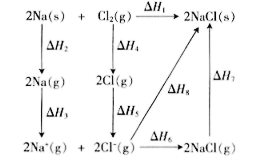 2Na(s) + Cl₂(g) ΔH₁ 2NaCl(s)
ΔH₂ ΔH₄
2Na(g) 2Cl(g) ΔH₈ ΔH₇
ΔH₃ ΔH₅
2Na⁺(g) + 2Cl⁻(g) ΔH₆ 2NaCl(g)